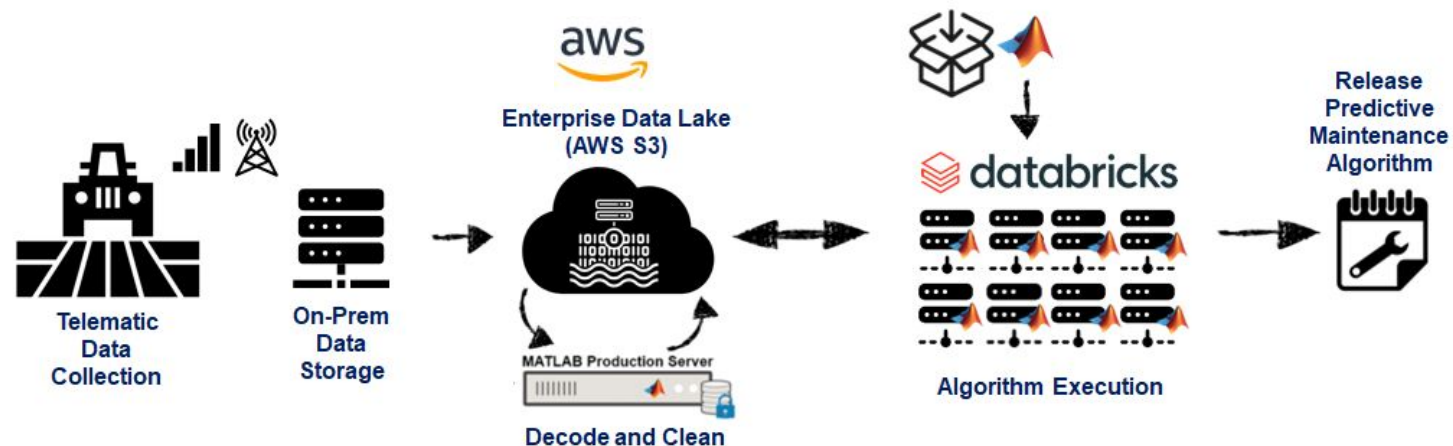 Telematic
Data
Collection
On-Prem
Data
Storage
aws
Enterprise Data Lake
(AWS S3)
MATLAB Production Server
Decode and Clean
databricks
Algorithm Execution
Release
Predictive
Maintenance
Algorithm